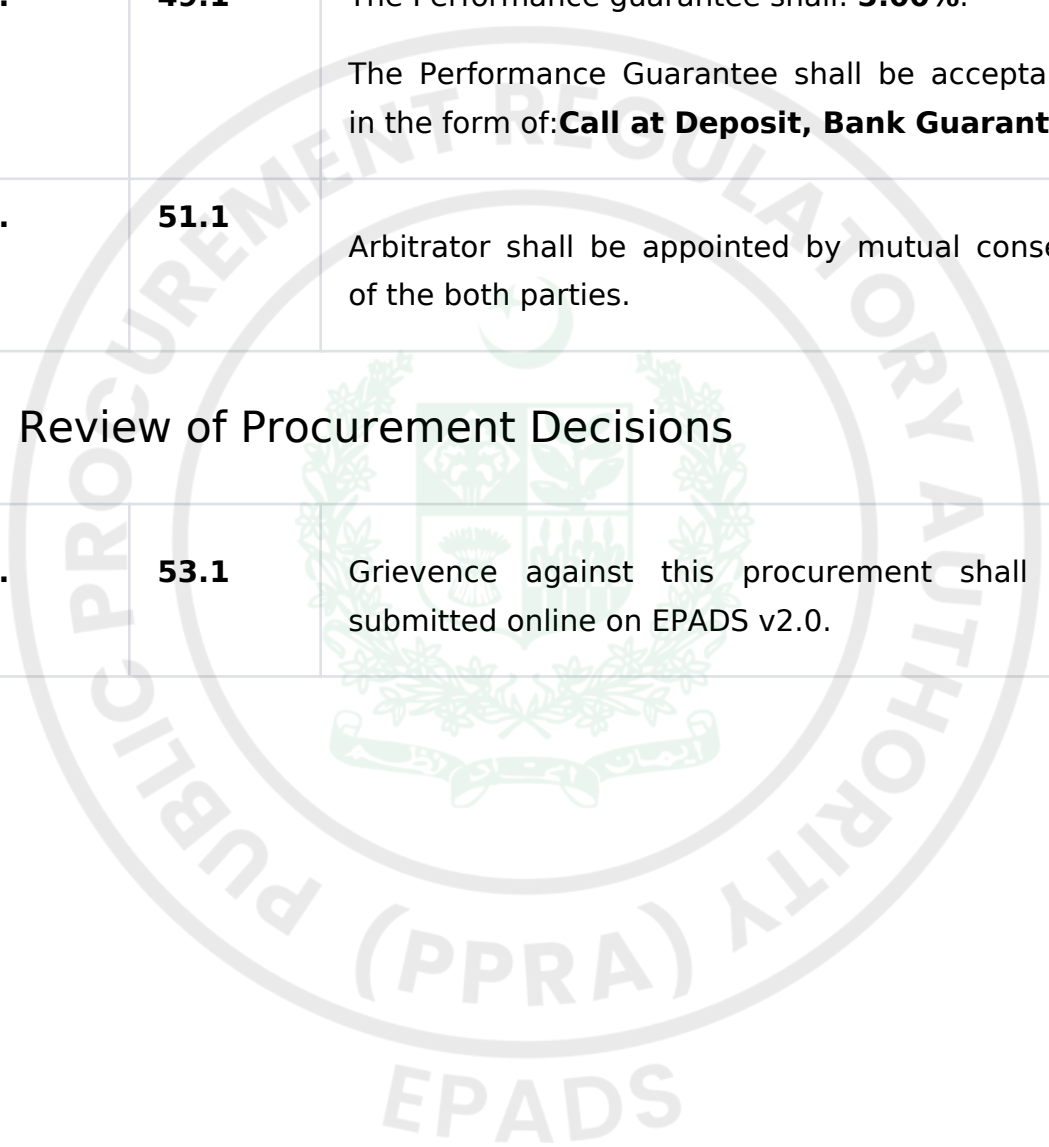 . 49.1 The Performance guarantee shall: 5.00%.
The Performance Guarantee shall be accepta
in the form of:Call at Deposit, Bank Guarant
. 51.1
Arbitrator shall be appointed by mutual conse
of the both parties.
Review of Procurement Decisions
. 53.1 Grievence against this procurement shall
submitted online on EPADS v2.0.
PUBLIC PROCUREMENT REGULATORY AUTHORITY
(PPRA)
EPADS